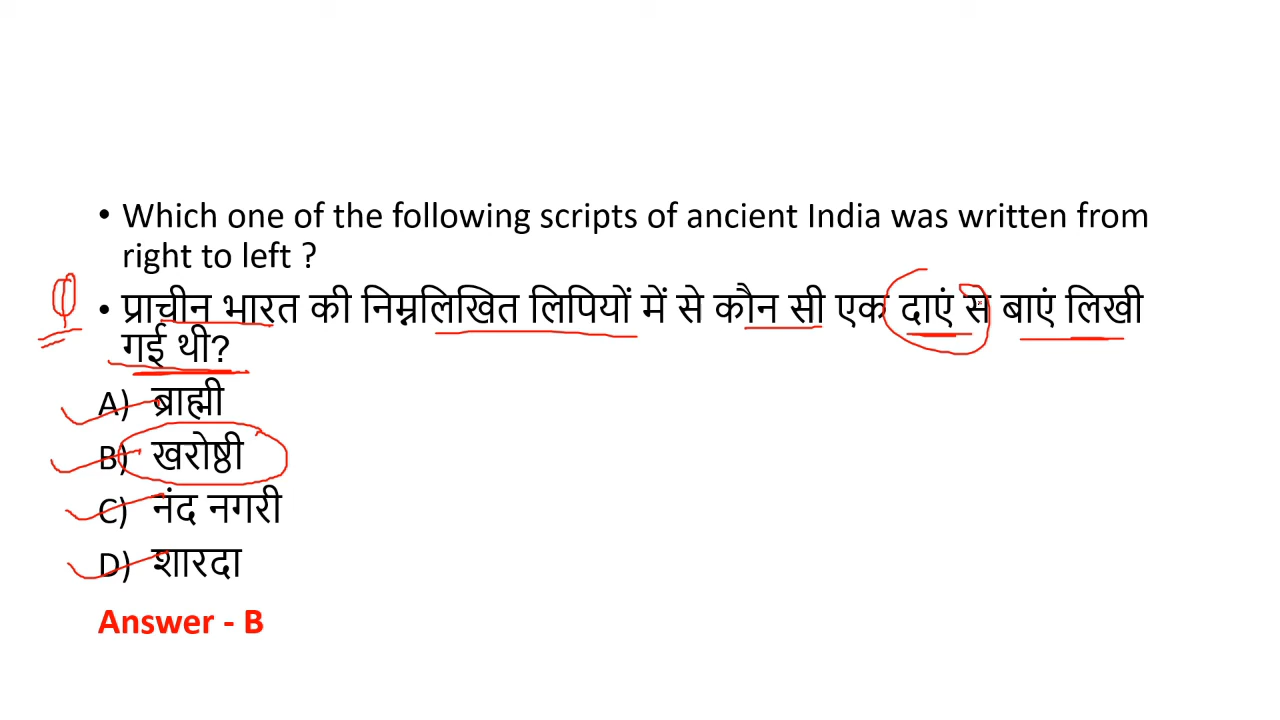 • Which one of the following scripts of ancient India was written from
right to left ?
• प्राचीन भारत की निम्नलिखित लिपियों में से कौन सी एक दाएं से बाएं लिखी
गई थी?
A) ब्राह्मी
B) खरोष्ठी
C) नंद नगरी
D) शारदा
Answer - B